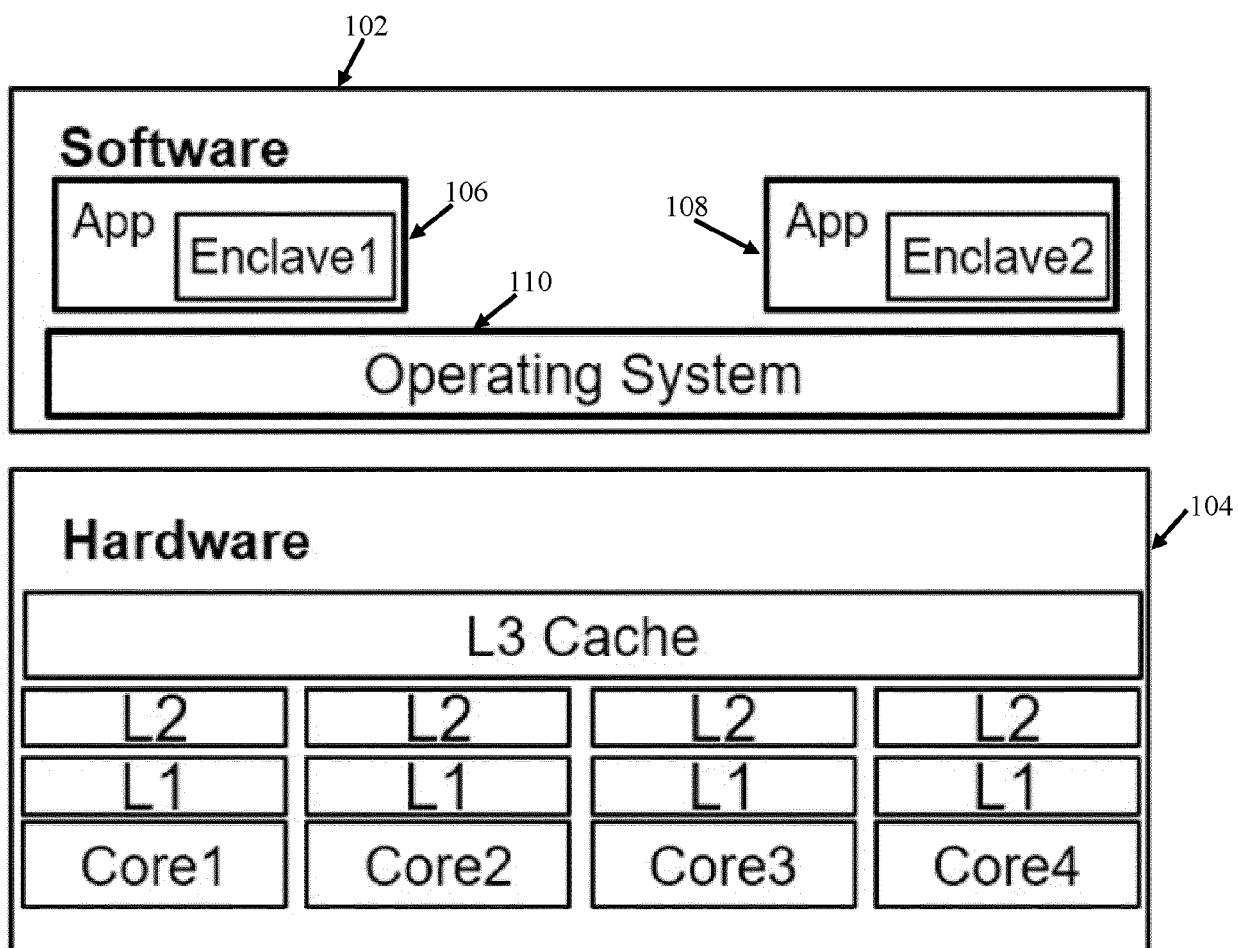 102
Software
App
Enclave1
106
108
App
Enclave2
110
Operating System
104
Hardware
L3 Cache
L2 L2 L2 L2
L1 L1 L1 L1
Core1 Core2 Core3 Core4